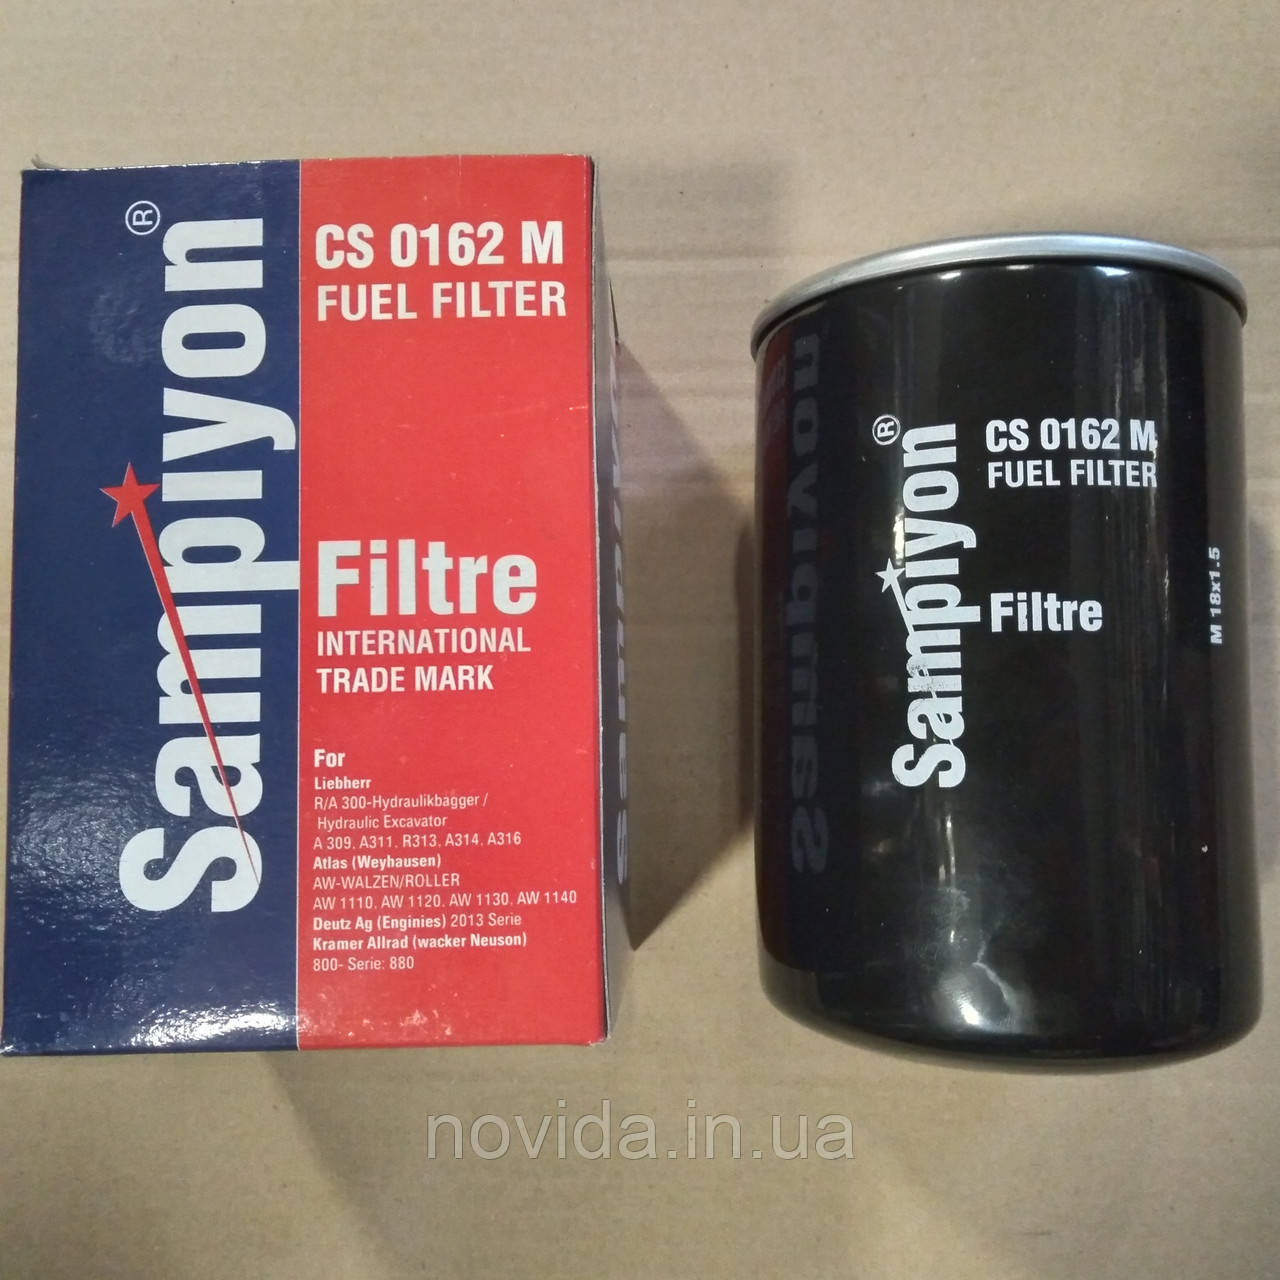 Sampiyon®
CS 0162 M
FUEL FILTER
Filtre
INTERNATIONAL
TRADE MARK
For
Liebherr
R/A 300-Hydraulikbagger /
Hydraulic Excavator
A 309, A311, R313, A314, A316
Atlas (Weyhausen)
AW-WALZEN/ROLLER
AW 1110, AW 1120, AW 1130, AW 1140
Deutz Ag (Enginies) 2013 Serie
Kramer Allrad (wacker Neuson)
800- Serie: 880
Sampiyon
Sampiyon®
CS 0162 M
FUEL FILTER
Filtre
M 18x1.5
novida.in.ua